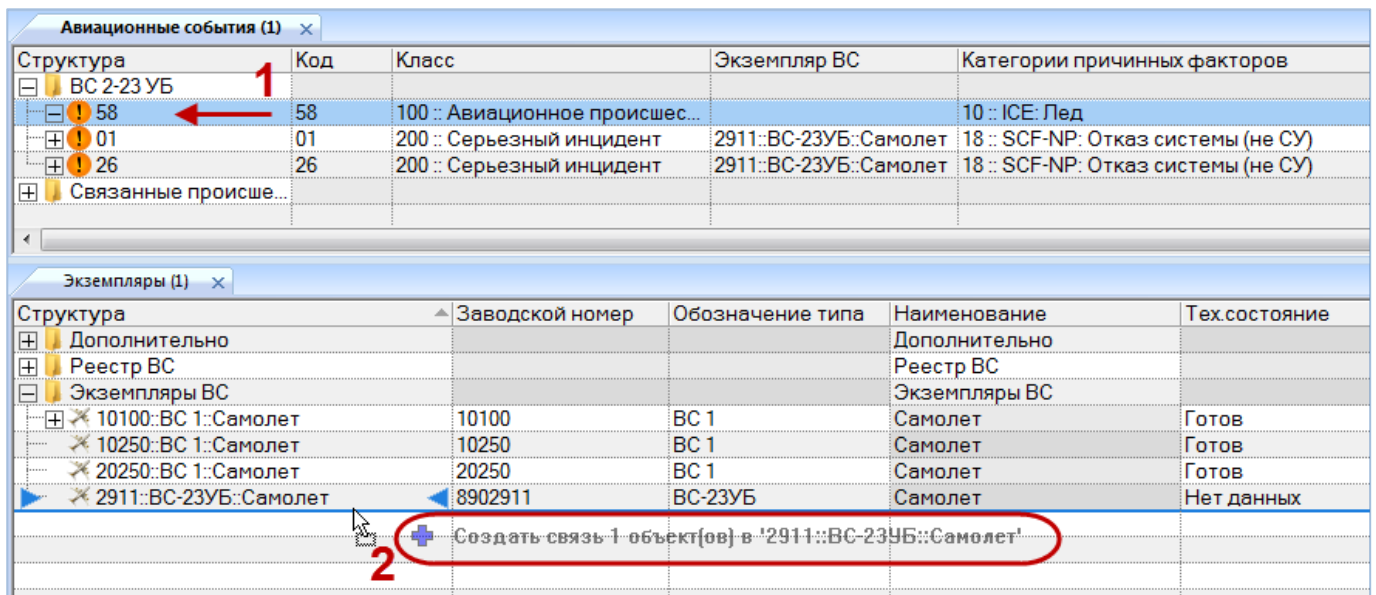 Авиационные события (1)
Структура Код Класс Экземпляр ВС Категории причинных факторов
ВС 2-23 УБ 1
58 58 100 :: Авиационное происшес... 10 :: ICE: Лед
01 01 200 :: Серьезный инцидент 2911::ВС-23УБ::Самолет 18 :: SCF-NP: Отказ системы (не СУ)
26 26 200 :: Серьезный инцидент 2911::ВС-23УБ::Самолет 18 :: SCF-NP: Отказ системы (не СУ)
Связанные происше...
Экземпляры (1)
Структура Заводской номер Обозначение типа Наименование Тех.состояние
Дополнительно Дополнительно
Реестр ВС Реестр ВС
Экземпляры ВС Экземпляры ВС
10100::ВС 1::Самолет 10100 ВС 1 Самолет Готов
10250::ВС 1::Самолет 10250 ВС 1 Самолет Готов
20250::ВС 1::Самолет 20250 ВС 1 Самолет Готов
2911::ВС-23УБ::Самолет 8902911 ВС-23УБ Самолет Нет данных
Создать связь 1 объект(ов) в '2911::ВС-23УБ::Самолет'
2